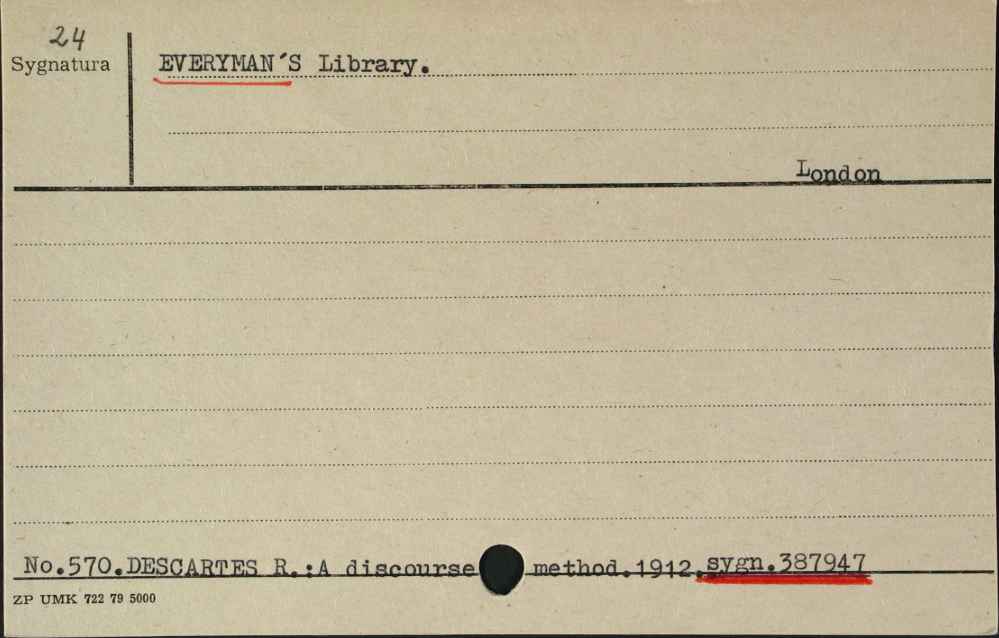 24
Sygnatura
EVERYMAN´S Library.
London
No.570.DESCARTES R.:A discourse method.1912.sygn.387947
ZP UMK 722 79 5000